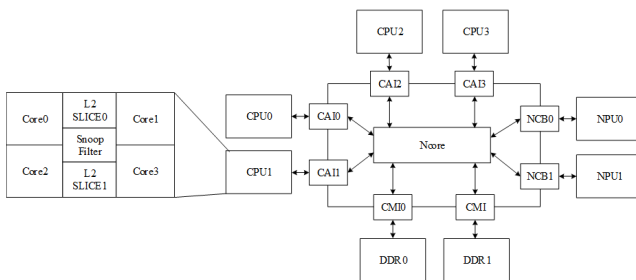 CPU2
CPU3
CAI2
CAI3
Core0
L2
SLICE0
Core1
Snoop
Filter
Core2
L2
SLICE1
Core3
CPU0
CAI0
NCB0
NPU0
Ncore
CPU1
CAI1
NCB1
NPU1
CMI0
CMI
DDR0
DDR1